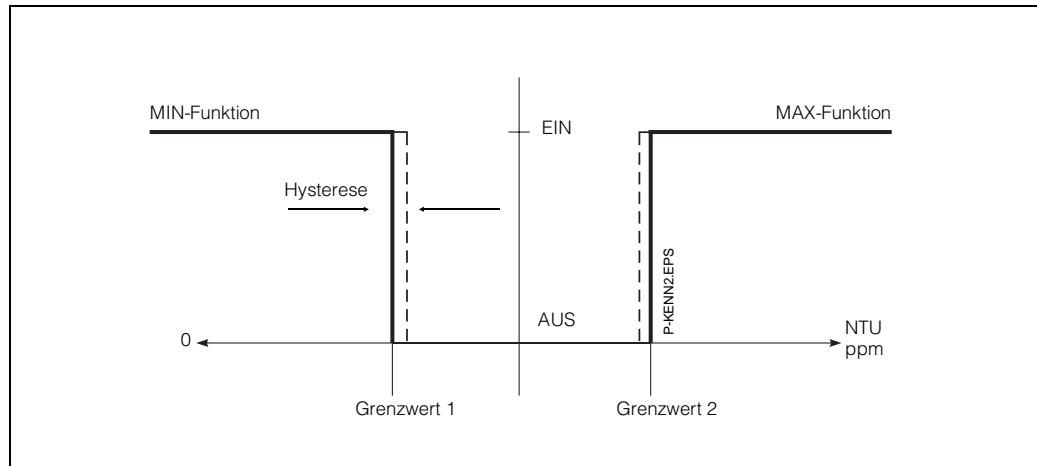 MIN-Funktion
MAX-Funktion
EIN
Hysterese
P-KENN2.EPS
AUS
0
NTU
ppm
Grenzwert 1
Grenzwert 2